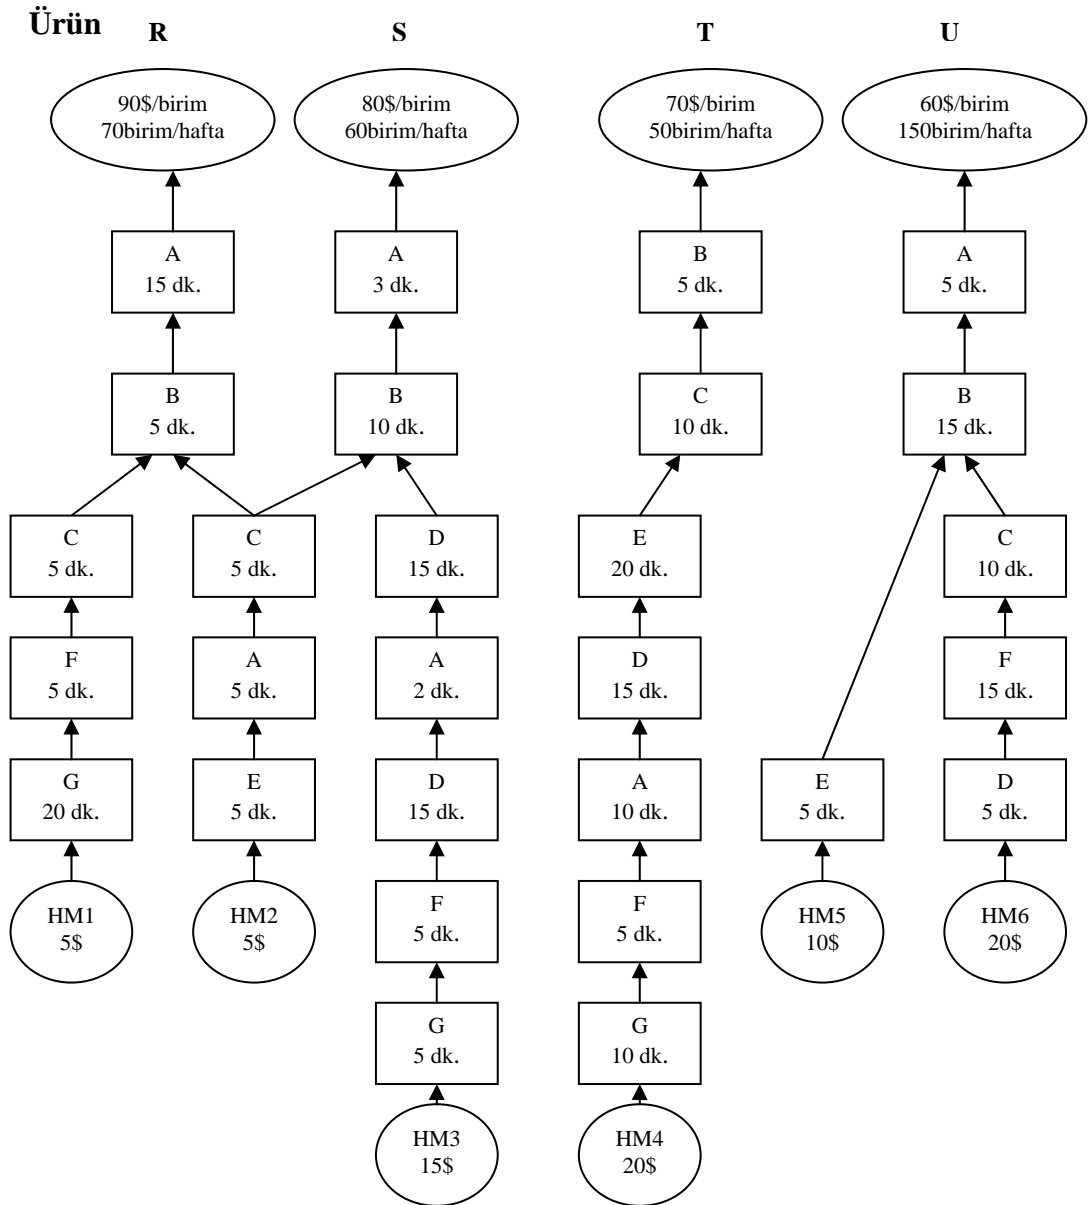 Ürün R S T U
90$/birim
70birim/hafta
80$/birim
60birim/hafta
70$/birim
50birim/hafta
60$/birim
150birim/hafta
A
15 dk.
A
3 dk.
B
5 dk.
A
5 dk.
B
5 dk.
B
10 dk.
C
10 dk.
B
15 dk.
C
5 dk.
C
5 dk.
D
15 dk.
E
20 dk.
C
10 dk.
F
5 dk.
A
5 dk.
A
2 dk.
D
15 dk.
F
15 dk.
G
20 dk.
E
5 dk.
D
15 dk.
A
10 dk.
E
5 dk.
D
5 dk.
HM1
5$
HM2
5$
F
5 dk.
F
5 dk.
HM5
10$
HM6
20$
G
5 dk.
G
10 dk.
HM3
15$
HM4
20$